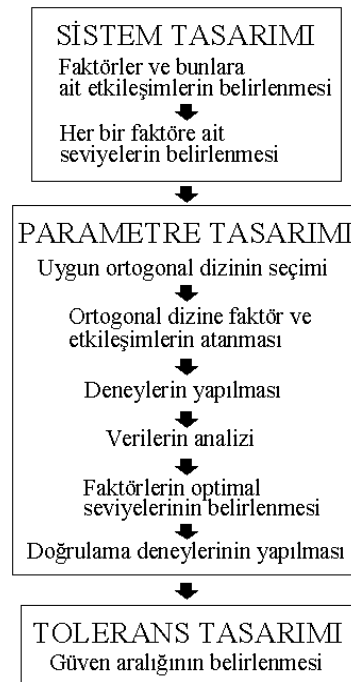 SİSTEM TASARIMI
Faktörler ve bunlara
ait etkileşimlerin belirlenmesi
Her bir faktöre ait
seviyelerin belirlenmesi
PARAMETRE TASARIMI
Uygun ortogonal dizinin seçimi
Ortogonal dizine faktör ve
etkileşimlerin atanması
Deneylerin yapılması
Verilerin analizi
Faktörlerin optimal
seviyelerinin belirlenmesi
Doğrulama deneylerinin yapılması
TOLERANS TASARIMI
Güven aralığının belirlenmesi